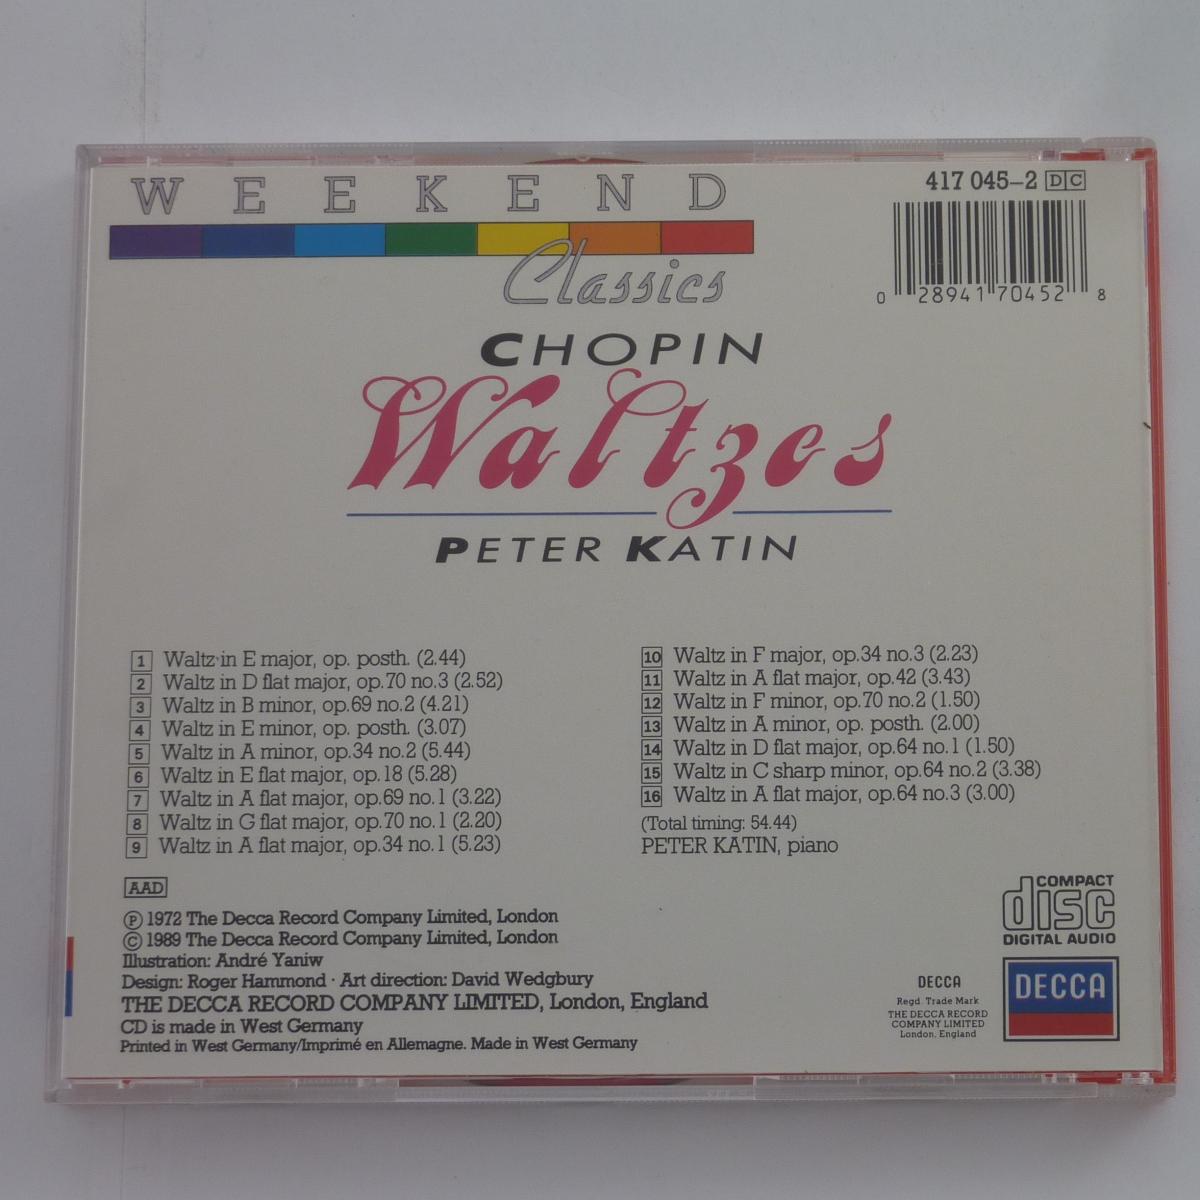 WEEKEND
Classics
417 045–2 DC
0 28941 70452 8
CHOPIN
Waltzes
PETER KATIN
1 Waltz in E major, op. posth. (2.44)
2 Waltz in D flat major, op.70 no.3 (2.52)
3 Waltz in B minor, op.69 no.2 (4.21)
4 Waltz in E minor, op. posth. (3.07)
5 Waltz in A minor, op.34 no.2 (5.44)
6 Waltz in E flat major, op.18 (5.28)
7 Waltz in A flat major, op.69 no.1 (3.22)
8 Waltz in G flat major, op.70 no.1 (2.20)
9 Waltz in A flat major, op.34 no.1 (5.23)
10 Waltz in F major, op.34 no.3 (2.23)
11 Waltz in A flat major, op.42 (3.43)
12 Waltz in F minor, op.70 no.2 (1.50)
13 Waltz in A minor, op. posth. (2.00)
14 Waltz in D flat major, op.64 no.1 (1.50)
15 Waltz in C sharp minor, op.64 no.2 (3.38)
16 Waltz in A flat major, op.64 no.3 (3.00)
(Total timing: 54.44)
PETER KATIN, piano
AAD
Ⓟ 1972 The Decca Record Company Limited, London
© 1989 The Decca Record Company Limited, London
Illustration: André Yaniw
Design: Roger Hammond · Art direction: David Wedgbury
THE DECCA RECORD COMPANY LIMITED, London, England
CD is made in West Germany
Printed in West Germany/Imprimé en Allemagne. Made in West Germany
COMPACT
disc
DIGITAL AUDIO
DECCA
Regd. Trade Mark
THE DECCA RECORD
COMPANY LIMITED
London, England
DECCA